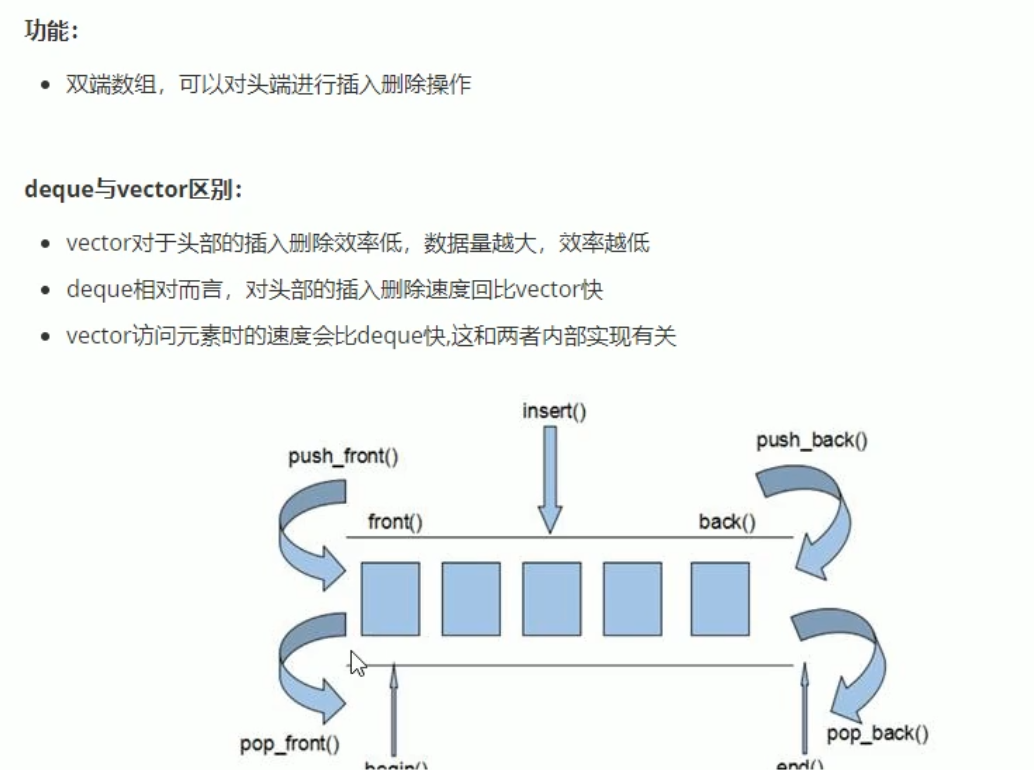 功能：
双端数组，可以对头端进行插入删除操作
deque与vector区别：
vector对于头部的插入删除效率低，数据量越大，效率越低
deque相对而言，对头部的插入删除速度回比vector快
vector访问元素时的速度会比deque快,这和两者内部实现有关
insert()
push_front()
push_back()
front()
back()
pop_front()
pop_back()
begin()
end()